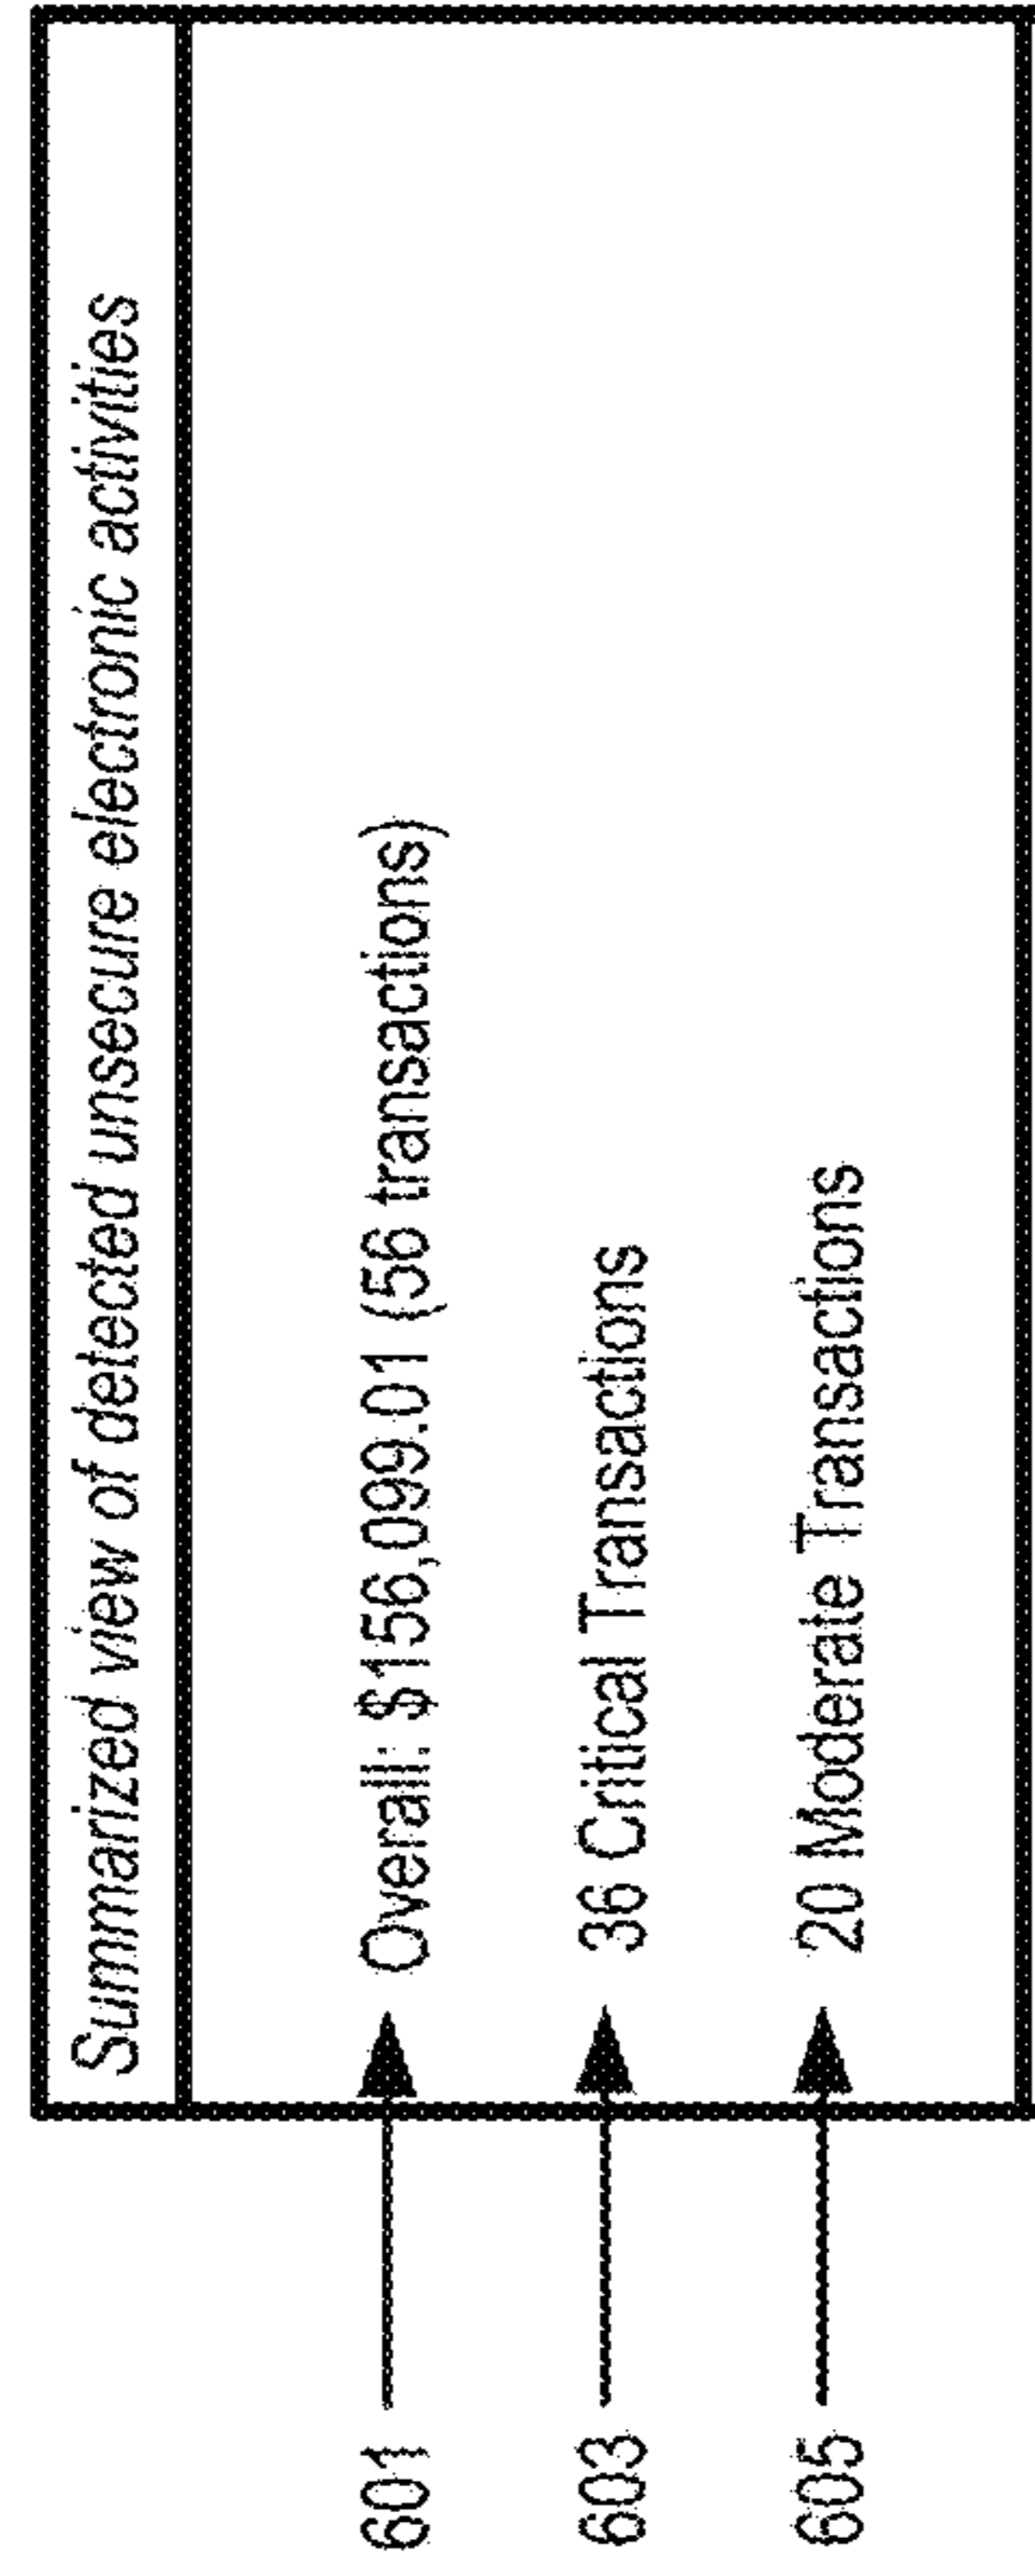 Summarized view of detected unsecure electronic activities
601 Overall: $156,099.01 (56 transactions)
603 36 Critical Transactions
605 20 Moderate Transactions